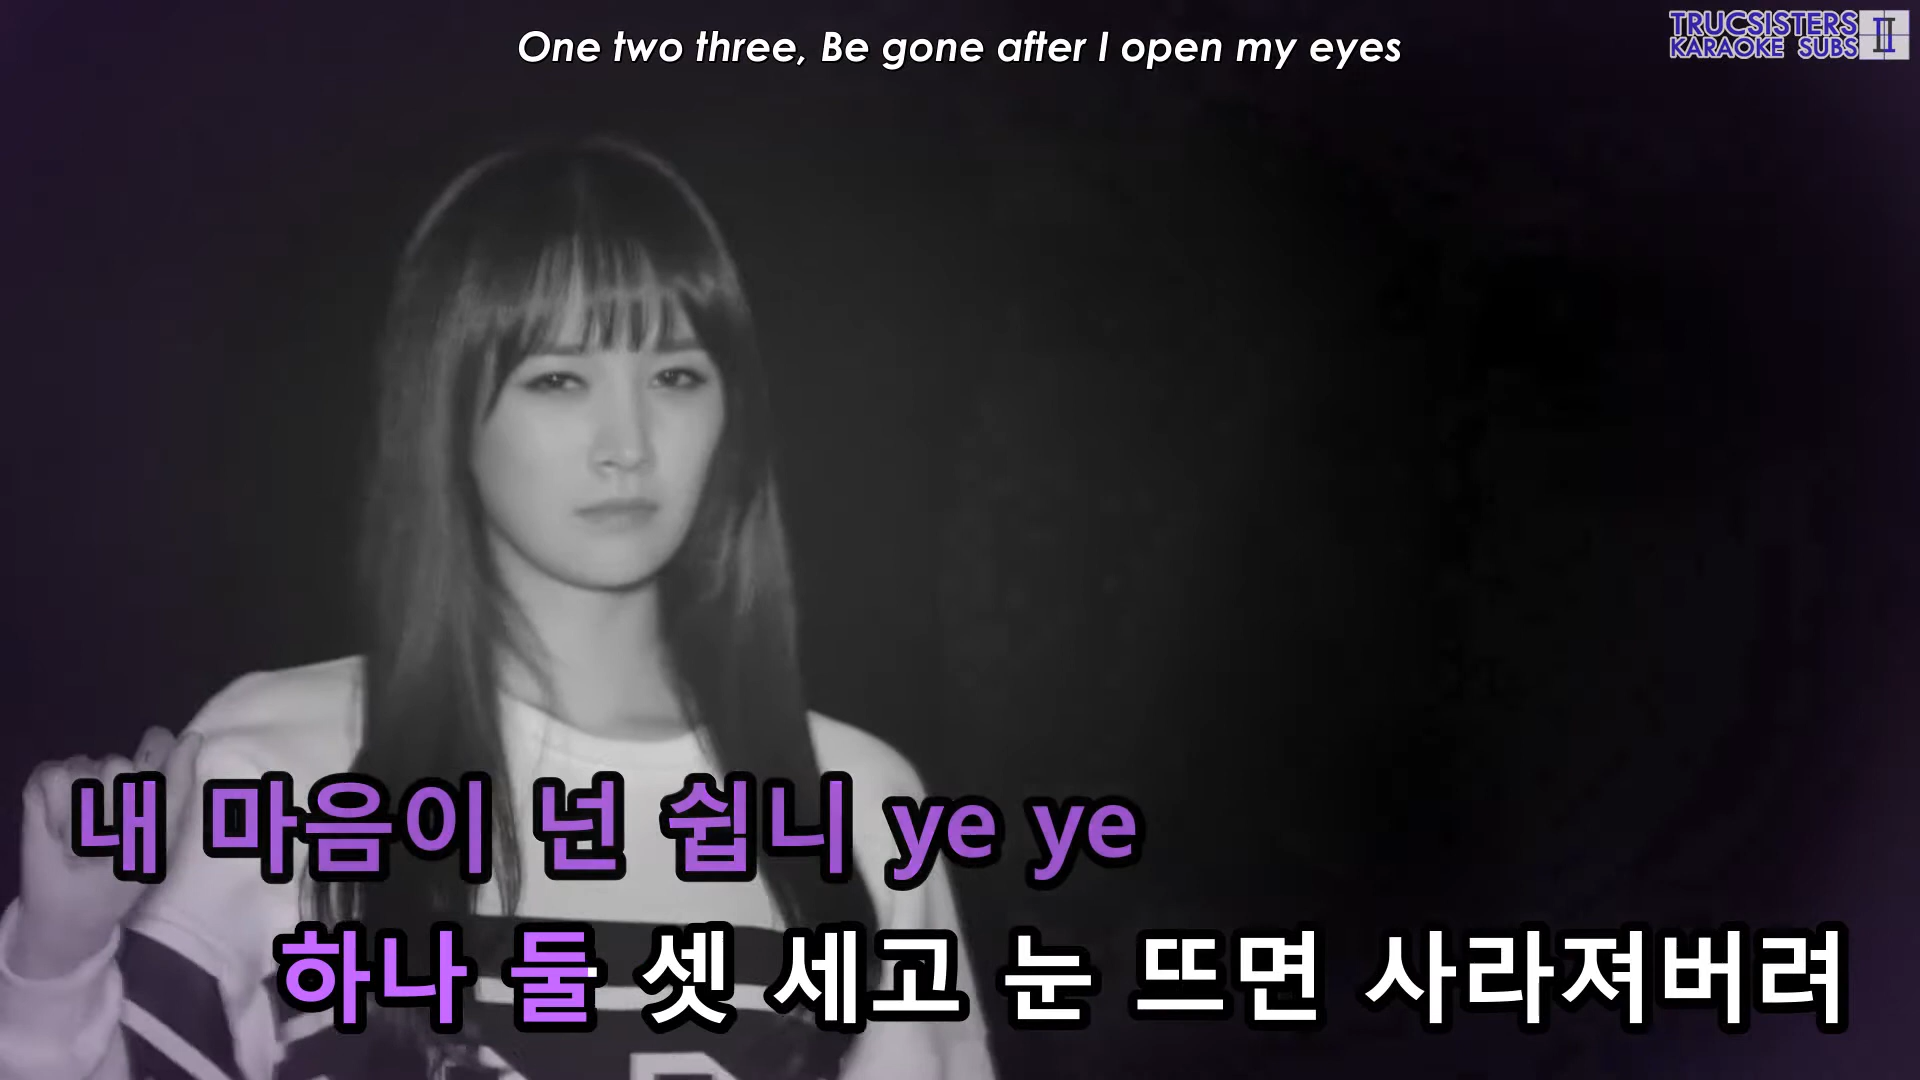 One two three, Be gone after I open my eyes
TRUCSISTERS
KARAOKE SUBS
내 마음이 넌 쉽니 ye ye
하나 둘 셋 세고 눈 뜨면 사라져버려